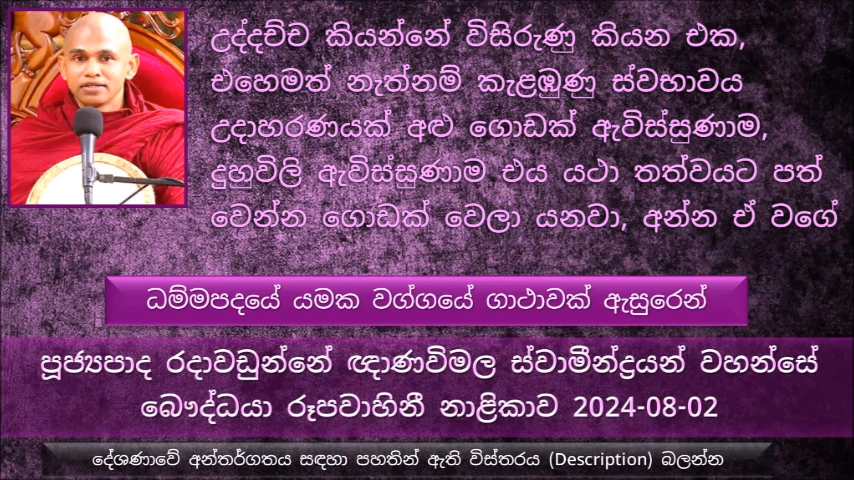 උද්දච්ච කියන්නේ විසිරුණු කියන එක,
එහෙමත් නැත්නම් කැළඹුණු ස්වභාවය
උදාහරණයක් අළු ගොඩක් ඇවිස්සුණාම,
දූහුවිලි ඇවිස්සුණාම එය යථා තත්වයට පත්
වෙන්න ගොඩක් වෙලා යනවා, අන්න ඒ වගේ
ධම්මපදයේ යමක වග්ගයේ ගාථාවක් ඇසුරෙන්
පූජ්‍යපාද රදාවඩුන්නේ ඥාණවිමල ස්වාමීන්ද්‍රයන් වහන්සේ
බෞද්ධයා රූපවාහිනී නාළිකාව 2024-08-02
දේශණාවේ අන්තර්ගතය සඳහා පහතින් ඇති විස්තරය (Description) බලන්න